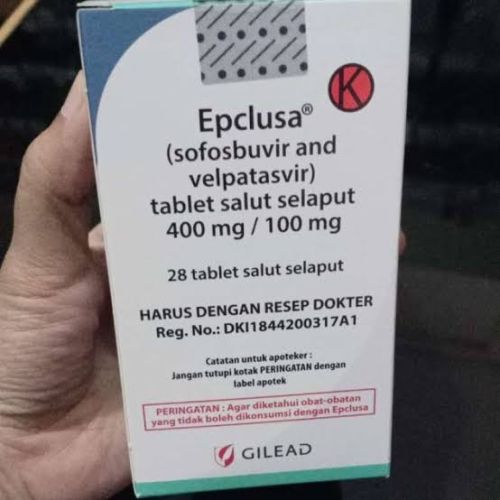 K
Epclusa®
(sofosbuvir and
velpatasvir)
tablet salut selaput
400 mg / 100 mg
28 tablet salut selaput
HARUS DENGAN RESEP DOKTER
Reg. No.: DKI1844200317A1
Catatan untuk apoteker :
Jangan tutupi kotak PERINGATAN dengan
label apotek
PERINGATAN : Agar diketahui obat-obatan
yang tidak boleh dikonsumsi dengan Epclusa
GILEAD